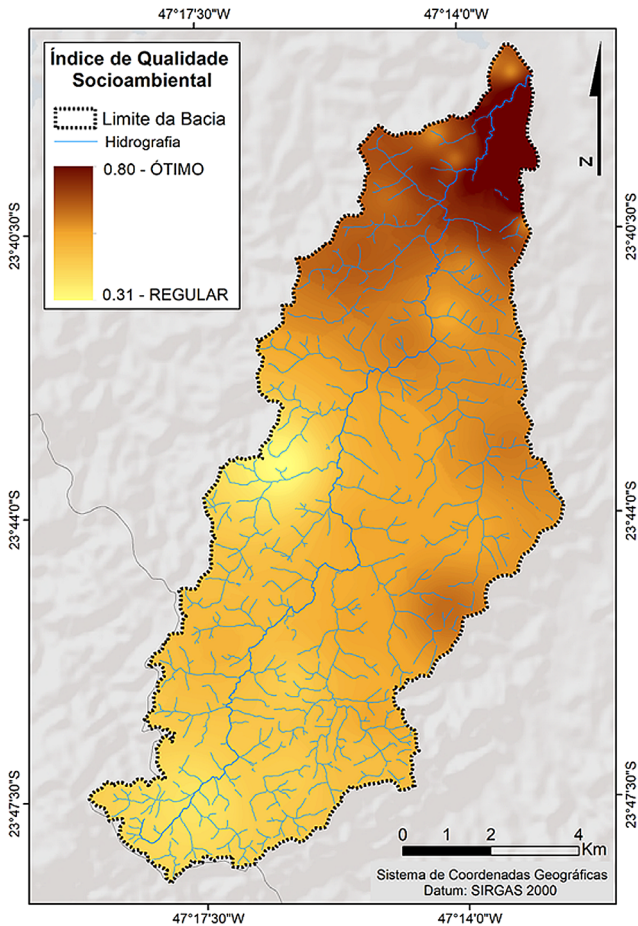 47°17'30"W
47°14'0"W
Índice de Qualidade
Socioambiental
Limite da Bacia
Hidrografia
0.80 - ÓTIMO
0.31 - REGULAR
Z
23°40'30"S
23°40'30"S
23°44'0"S
23°44'0"S
23°47'30"S
23°47'30"S
0 1 2 4
Km
Sistema de Coordenadas Geográficas
Datum: SIRGAS 2000
47°17'30"W
47°14'0"W